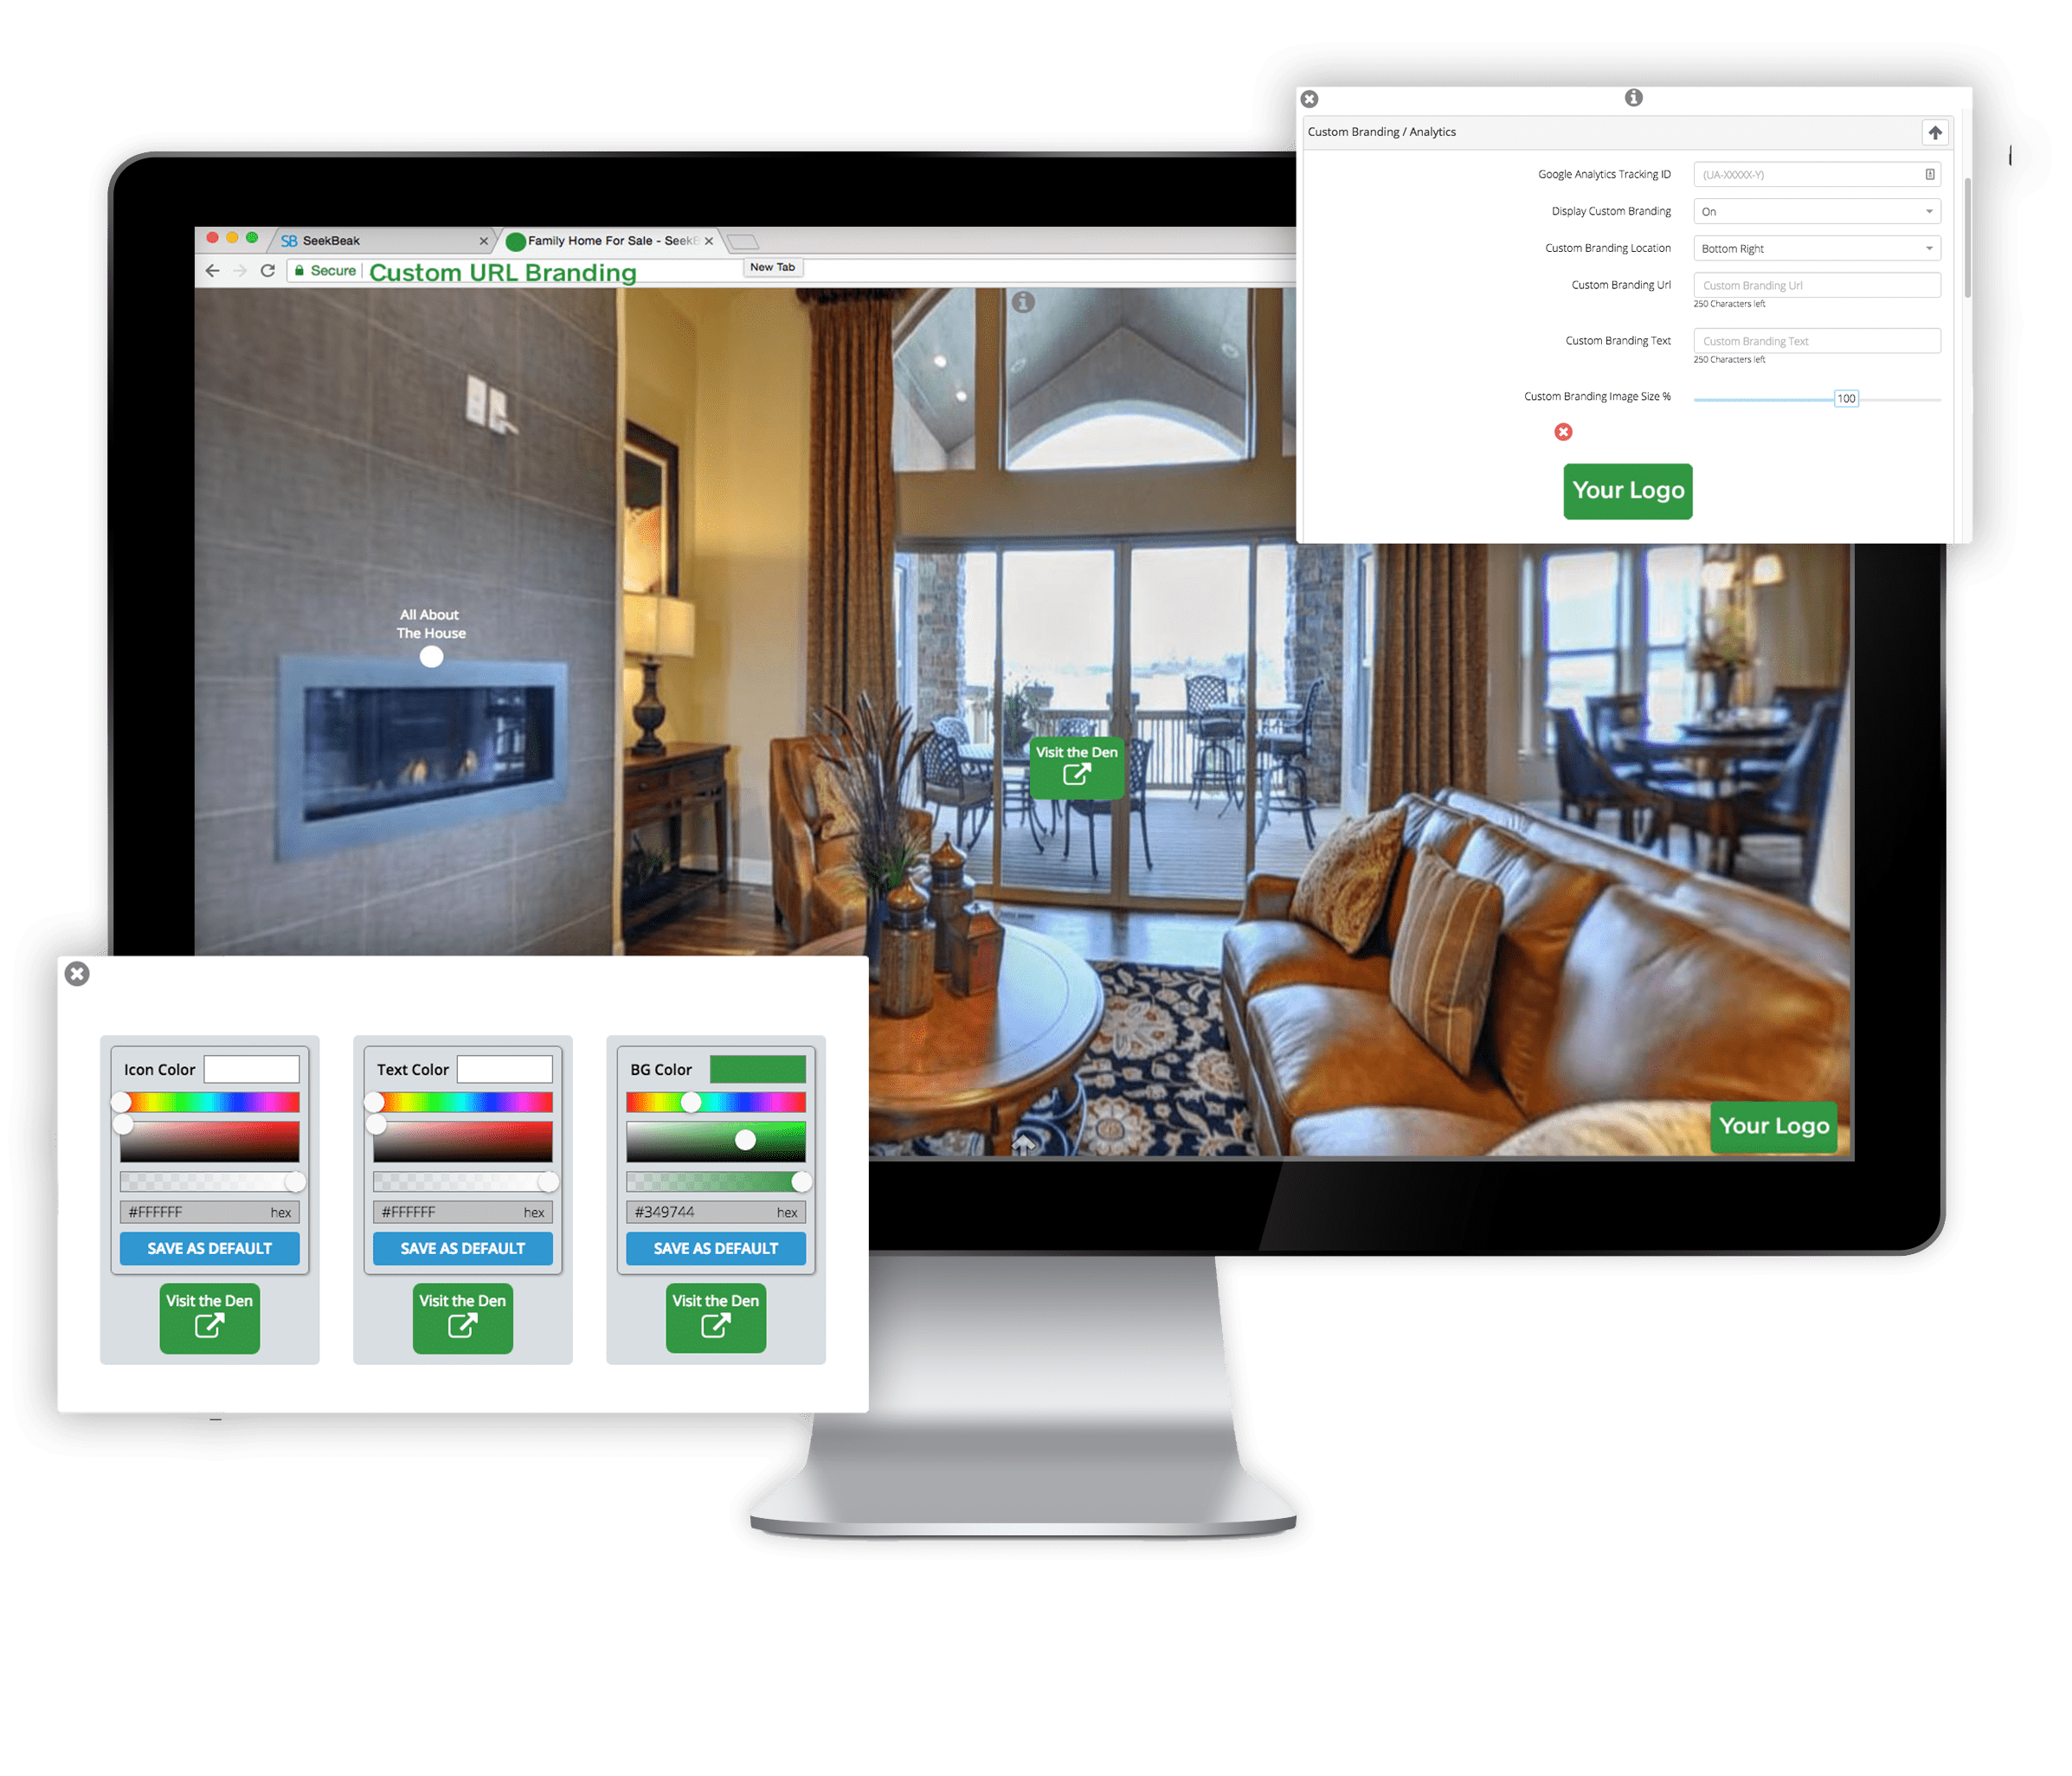 Custom Branding / Analytics
Google Analytics Tracking ID
(UA-XXXXX-Y)
Display Custom Branding
On
Custom Branding Location
Bottom Right
Custom Branding Url
Custom Branding Url
250 Characters left
Custom Branding Text
Custom Branding Text
250 Characters left
Custom Branding Image Size %
100
Your Logo
SB SeekBeak
Family Home For Sale - Seek
Secure
Custom URL Branding
New Tab
All About
The House
Visit the Den
Your Logo
Icon Color
#FFFFFF hex
SAVE AS DEFAULT
Visit the Den
Text Color
#FFFFFF hex
SAVE AS DEFAULT
Visit the Den
BG Color
#349744 hex
SAVE AS DEFAULT
Visit the Den